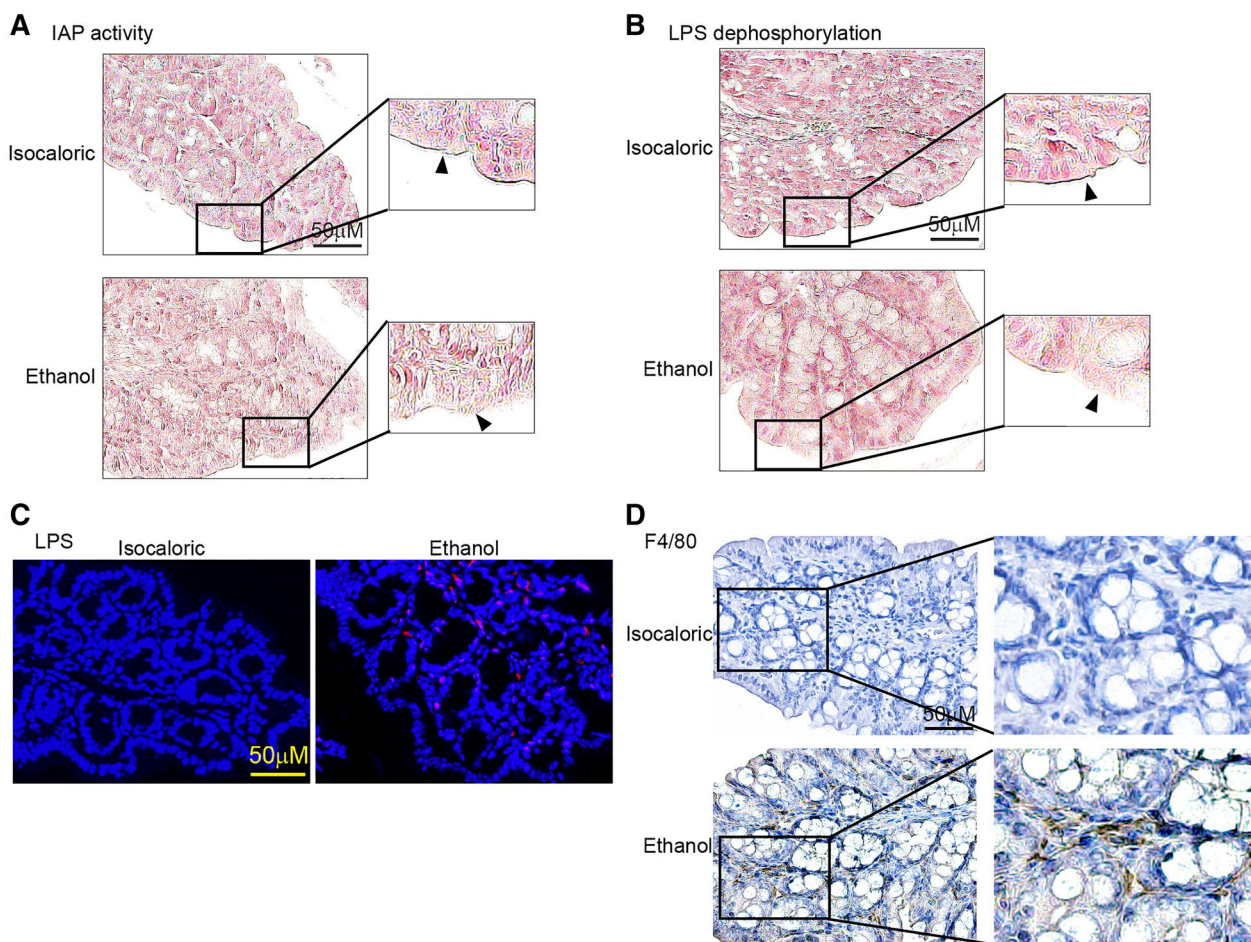 A
IAP activity
Isocaloric
50μM
Ethanol
B
LPS dephosphorylation
Isocaloric
50μM
Ethanol
C
LPS
Isocaloric
Ethanol
50μM
D
F4/80
Isocaloric
50μM
Ethanol